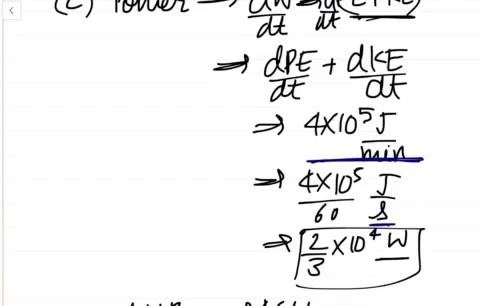 (c) Power → dW/dt
⇒ dPE/dt + dKE/dt
⇒ 4×10⁵ J/min
⇒ 4×10⁵/60 J/s
⇒ 2/3 ×10⁴ W